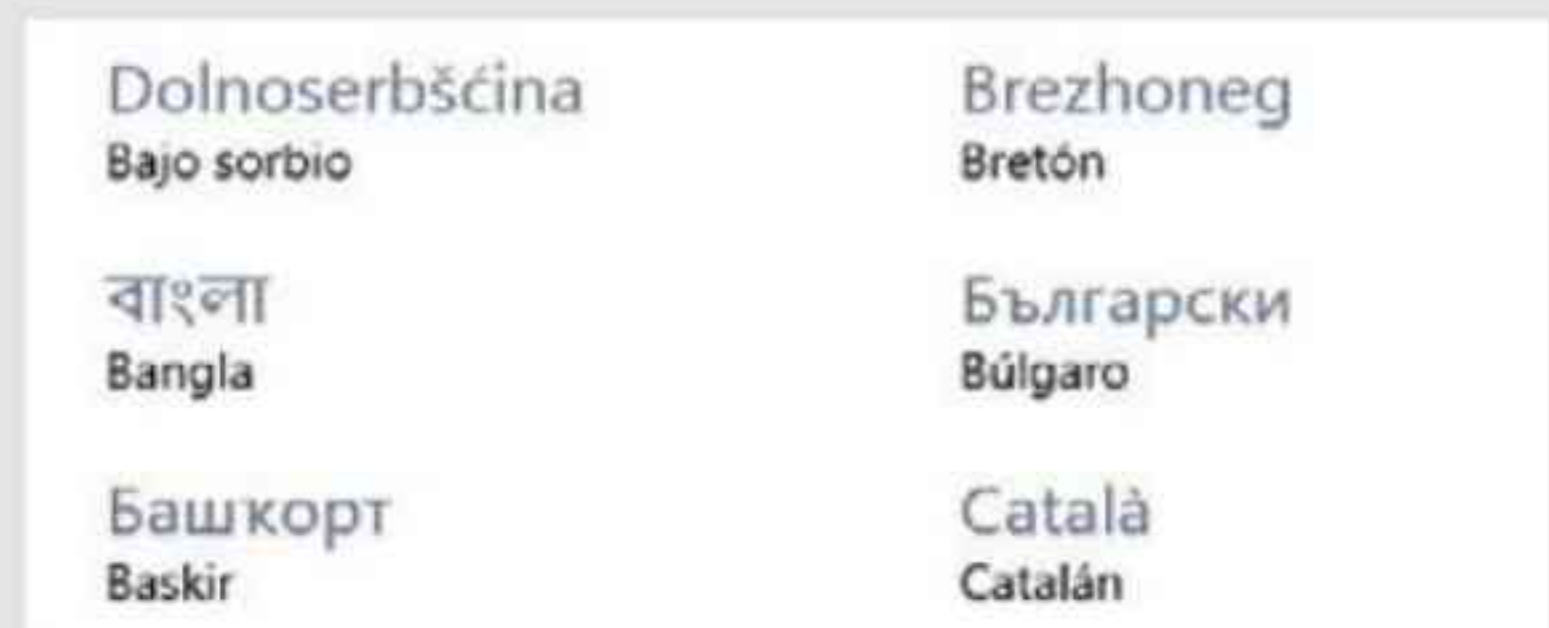 Dolnoserbšćina
Bajo sorbio
বাংলা
Bangla
Башҡорт
Baskir
Brezhoneg
Bretón
Български
Búlgaro
Català
Catalán